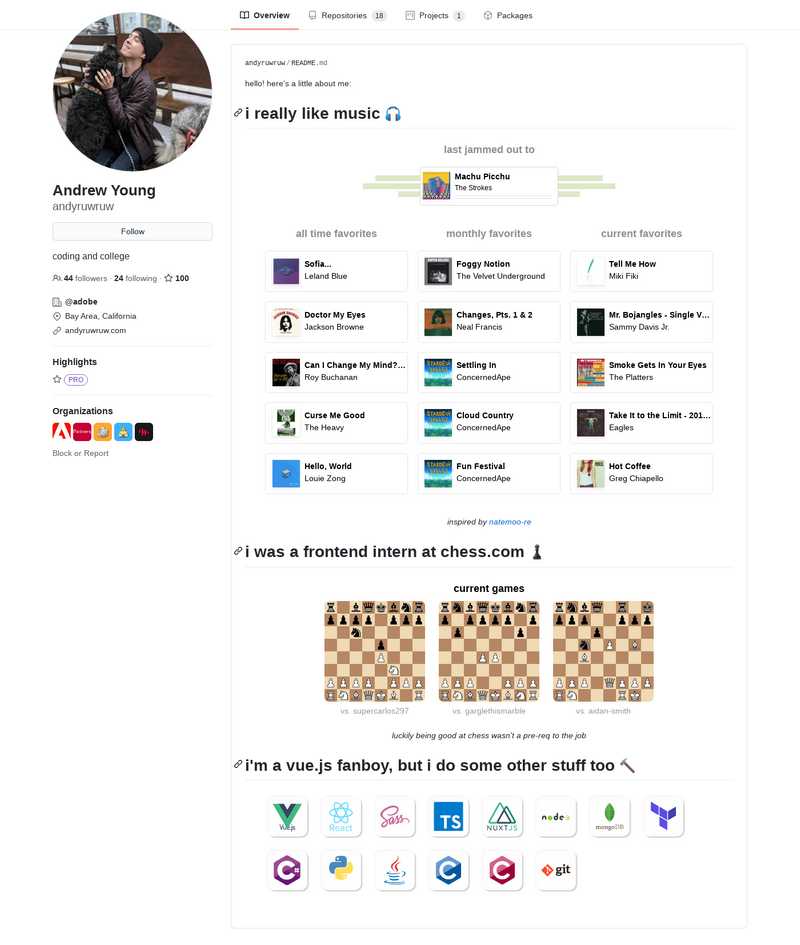 Overview
Repositories 18
Projects 1
Packages
andyruwruw / README.md
hello! here's a little about me:
i really like music
last jammed out to
Machu Picchu
The Strokes
Andrew Young
andyruwruw
Follow
coding and college
44 followers · 24 following · 100
@adobe
Bay Area, California
andyruwruw.com
Highlights
PRO
Organizations
Partners
Block or Report
all time favorites
Sofia...
Leland Blue
Doctor My Eyes
Jackson Browne
Can I Change My Mind?...
Roy Buchanan
Curse Me Good
The Heavy
Hello, World
Louie Zong
monthly favorites
Foggy Notion
The Velvet Underground
Changes, Pts. 1 & 2
Neal Francis
Settling In
ConcernedApe
Cloud Country
ConcernedApe
Fun Festival
ConcernedApe
current favorites
Tell Me How
Miki Fiki
Mr. Bojangles - Single V...
Sammy Davis Jr.
Smoke Gets In Your Eyes
The Platters
Take It to the Limit - 201...
Eagles
Hot Coffee
Greg Chiapello
inspired by natemoo-re
i was a frontend intern at chess.com
current games
vs. supercarlos297
vs. garglethismarble
vs. aidan-smith
luckily being good at chess wasn't a pre-req to the job
i'm a vue.js fanboy, but i do some other stuff too
Vue.js
React
Sass
TS
NUXTJS
node
mongoDB
C#
Java
C
C
git